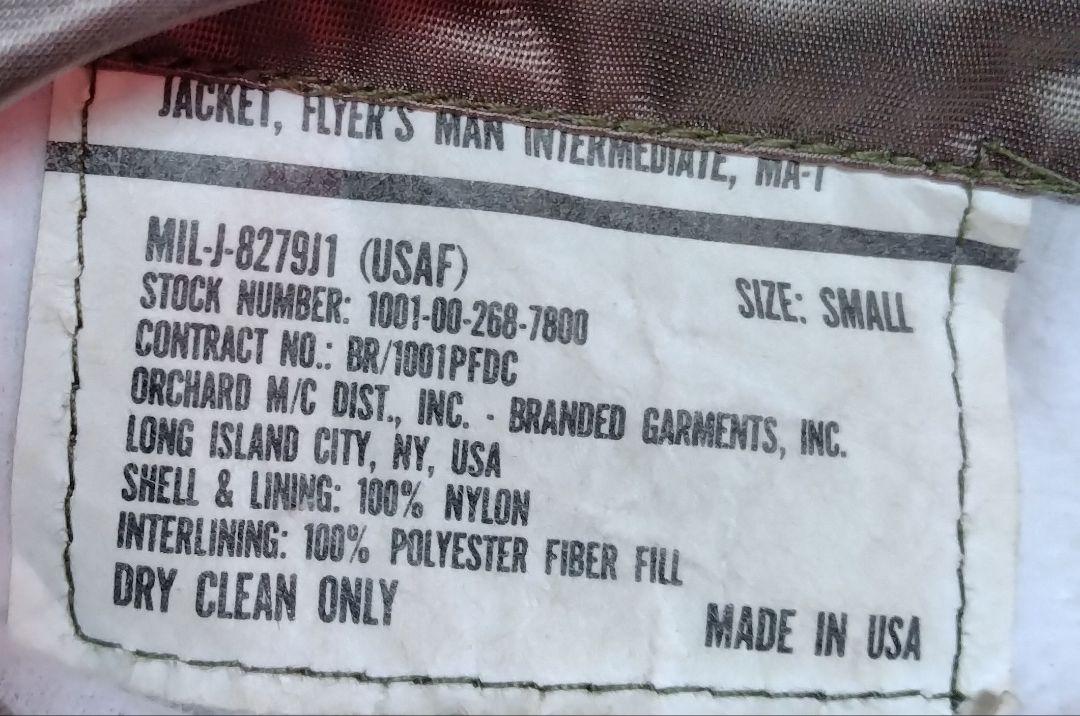 JACKET, FLYER'S MAN INTERMEDIATE, MA-1
MIL-J-8279J1 (USAF)
SIZE: SMALL
STOCK NUMBER: 1001-00-268-7800
CONTRACT NO.: BR/1001PFDC
ORCHARD M/C DIST., INC. - BRANDED GARMENTS, INC.
LONG ISLAND CITY, NY, USA
SHELL & LINING: 100% NYLON
INTERLINING: 100% POLYESTER FIBER FILL
DRY CLEAN ONLY
MADE IN USA